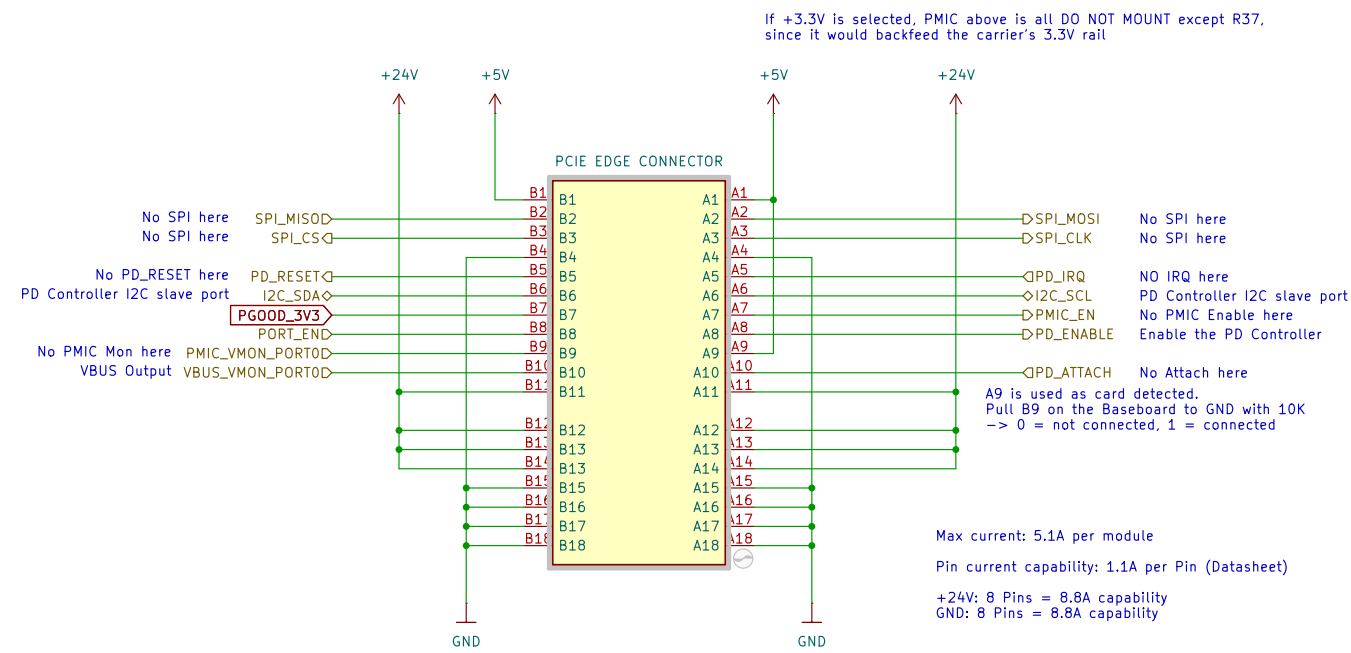 If +3.3V is selected, PMIC above is all DO NOT MOUNT except R37,
since it would backfeed the carrier's 3.3V rail
+24V
+5V
+5V
+24V
PCIE EDGE CONNECTOR
B1 B1 A1 A1
No SPI here SPI_MISO B2 B2 A2 A2 SPI_MOSI No SPI here
No SPI here SPI_CS B3 B3 A3 A3 SPI_CLK No SPI here
B4 B4 A4 A4
No PD_RESET here PD_RESET B5 B5 A5 A5 PD_IRQ NO IRQ here
PD Controller I2C slave port I2C_SDA B6 B6 A6 A6 I2C_SCL PD Controller I2C slave port
PGOOD_3V3 B7 B7 A7 A7 PMIC_EN No PMIC Enable here
PORT_EN B8 B8 A8 A8 PD_ENABLE Enable the PD Controller
No PMIC Mon here PMIC_VMON_PORT0 B9 B9 A9 A9
VBUS Output VBUS_VMON_PORT0 B10 B10 A10 A10 PD_ATTACH No Attach here
B11 B11 A11 A11
A9 is used as card detected.
Pull B9 on the Baseboard to GND with 10K
-> 0 = not connected, 1 = connected
B12 B12 A12 A12
B13 B13 A13 A13
B14 B13 A14 A14
B15 B15 A15 A15
B16 B16 A16 A16
B17 B17 A17 A17
B18 B18 A18 A18
Max current: 5.1A per module
Pin current capability: 1.1A per Pin (Datasheet)
+24V: 8 Pins = 8.8A capability
GND: 8 Pins = 8.8A capability
GND
GND